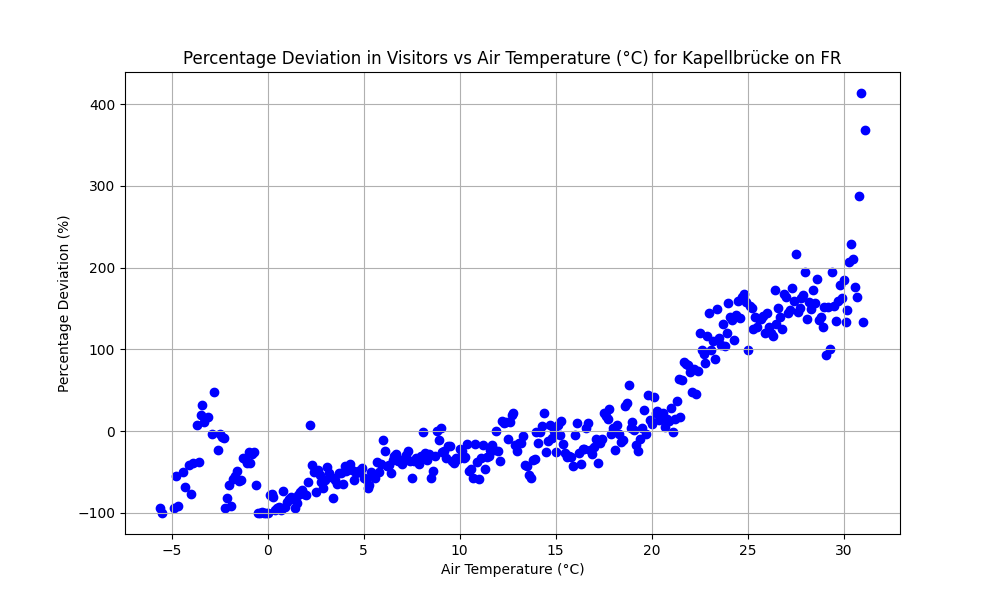 Percentage Deviation in Visitors vs Air Temperature (°C) for Kapellbrücke on FR
400
300
200
100
0
−100
Percentage Deviation (%)
−5 0 5 10 15 20 25 30
Air Temperature (°C)